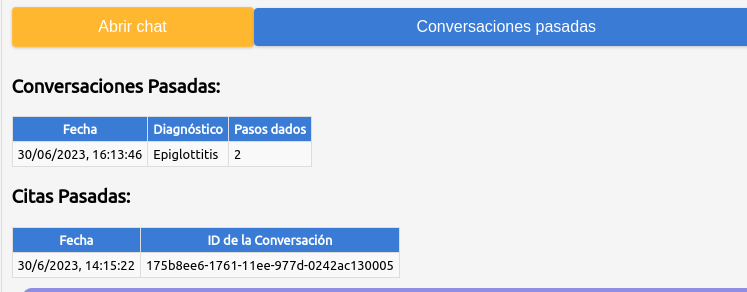 Abrir chat Conversaciones pasadas
Conversaciones Pasadas:
Fecha Diagnóstico Pasos dados
30/06/2023, 16:13:46 Epiglottitis 2
Citas Pasadas:
Fecha ID de la Conversación
30/6/2023, 14:15:22 175b8ee6-1761-11ee-977d-0242ac130005